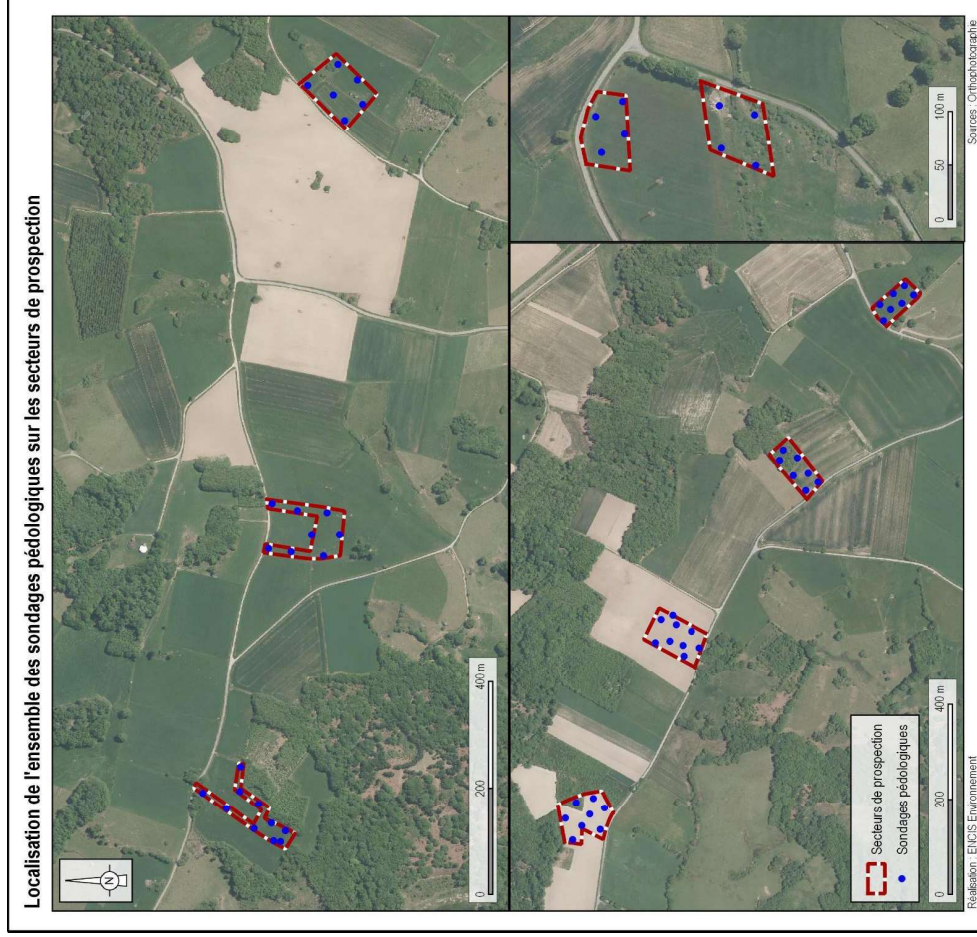 Localisation de l'ensemble des sondages pédologiques sur les secteurs de prospection
N
0 200 400 m
Secteurs de prospection
Sondages pédologiques
0 200 400 m
0 50 100 m
Réalisation : ENCIS Environnement
Sources : Orthophotographie